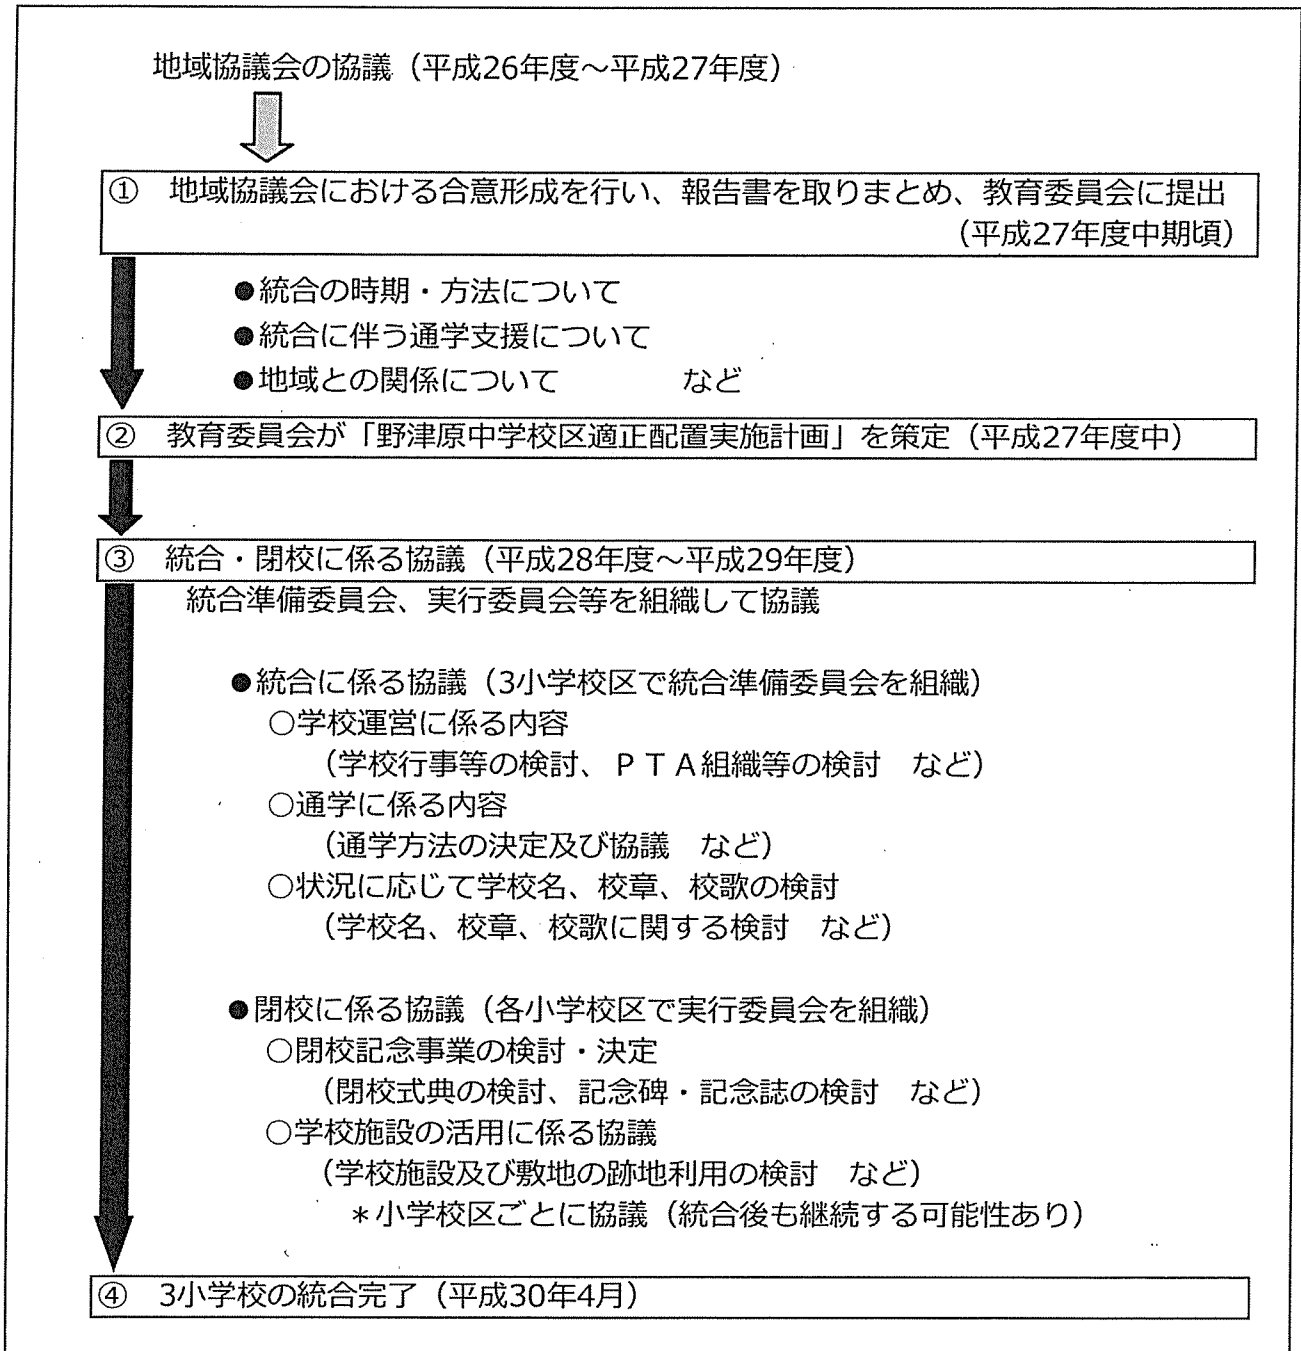 地域協議会の協議（平成26年度～平成27年度）
① 地域協議会における合意形成を行い、報告書を取りまとめ、教育委員会に提出
（平成27年度中期頃）
●統合の時期・方法について
●統合に伴う通学支援について
●地域との関係について　　　など
② 教育委員会が「野津原中学校区適正配置実施計画」を策定（平成27年度中）
③ 統合・閉校に係る協議（平成28年度～平成29年度）
統合準備委員会、実行委員会等を組織して協議
●統合に係る協議（3小学校区で統合準備委員会を組織）
○学校運営に係る内容
（学校行事等の検討、ＰＴＡ組織等の検討　など）
○通学に係る内容
（通学方法の決定及び協議　など）
○状況に応じて学校名、校章、校歌の検討
（学校名、校章、校歌に関する検討　など）
●閉校に係る協議（各小学校区で実行委員会を組織）
○閉校記念事業の検討・決定
（閉校式典の検討、記念碑・記念誌の検討　など）
○学校施設の活用に係る協議
（学校施設及び敷地の跡地利用の検討　など）
＊小学校区ごとに協議（統合後も継続する可能性あり）
④ 3小学校の統合完了（平成30年4月）